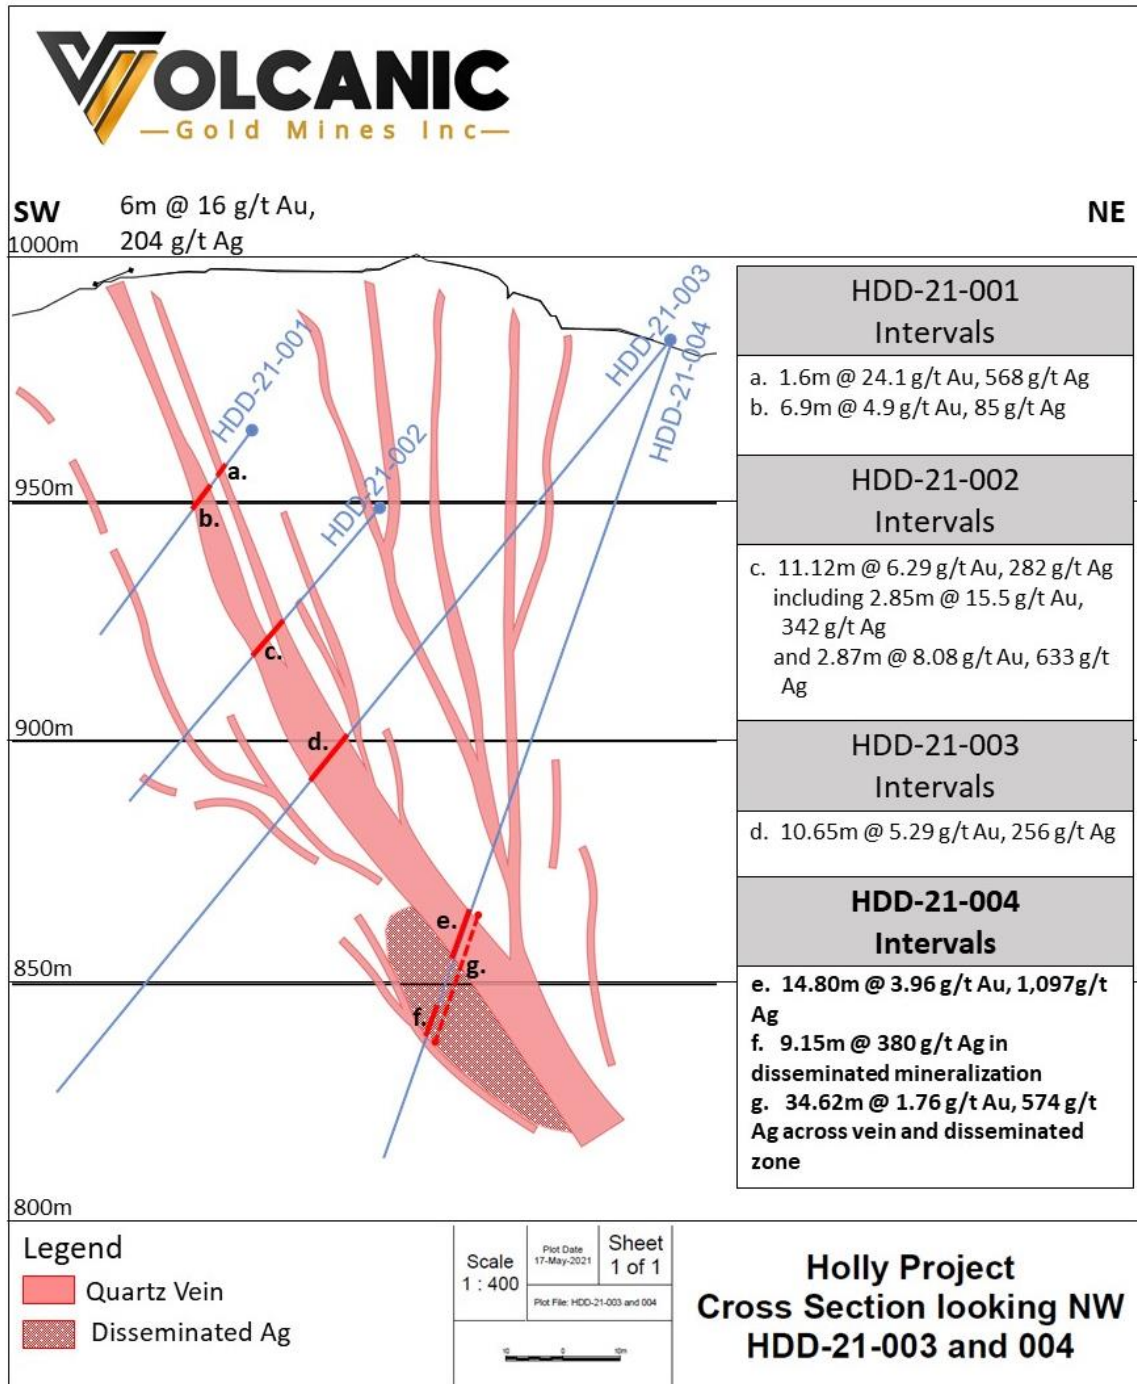 VOLCANIC
Gold Mines Inc
SW
6m @ 16 g/t Au,
204 g/t Ag
NE
1000m
HDD-21-001
HDD-21-002
HDD-21-003
HDD-21-004
a.
950m
b.
c.
900m
d.
e.
g.
850m
f.
800m
HDD-21-001
Intervals
a. 1.6m @ 24.1 g/t Au, 568 g/t Ag
b. 6.9m @ 4.9 g/t Au, 85 g/t Ag
HDD-21-002
Intervals
c. 11.12m @ 6.29 g/t Au, 282 g/t Ag
including 2.85m @ 15.5 g/t Au,
342 g/t Ag
and 2.87m @ 8.08 g/t Au, 633 g/t
Ag
HDD-21-003
Intervals
d. 10.65m @ 5.29 g/t Au, 256 g/t Ag
HDD-21-004
Intervals
e. 14.80m @ 3.96 g/t Au, 1,097g/t
Ag
f. 9.15m @ 380 g/t Ag in
disseminated mineralization
g. 34.62m @ 1.76 g/t Au, 574 g/t
Ag across vein and disseminated
zone
Legend
Quartz Vein
Disseminated Ag
Scale
1 : 400
Plot Date
17-May-2021
Sheet
1 of 1
Plot File: HDD-21-003 and 004
10 0 10m
Holly Project
Cross Section looking NW
HDD-21-003 and 004